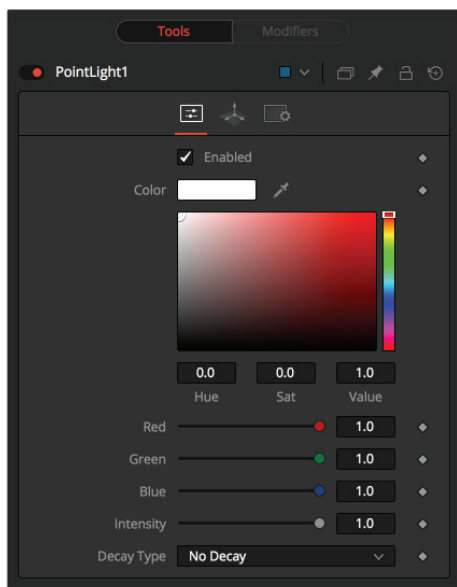 Tools Modifiers
PointLight1
Enabled
Color
0.0 0.0 1.0
Hue Sat Value
Red 1.0
Green 1.0
Blue 1.0
Intensity 1.0
Decay Type No Decay